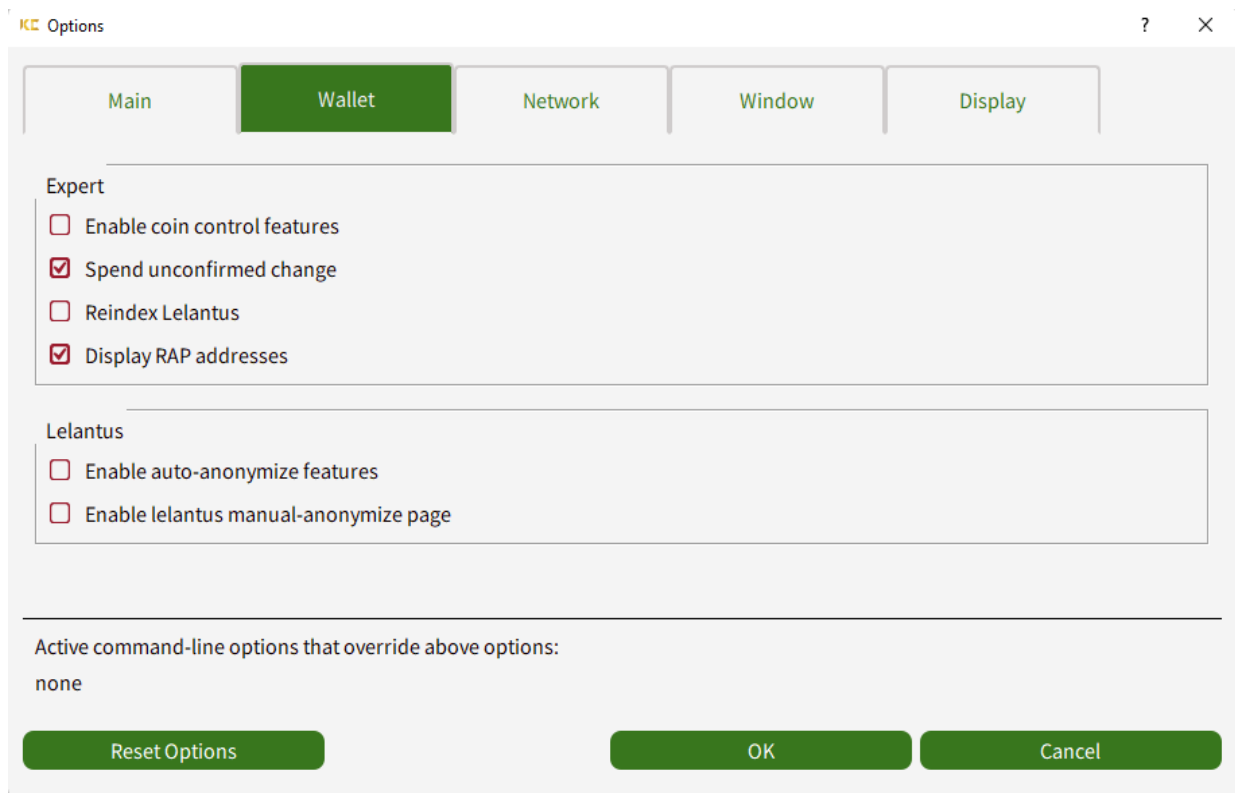 KC Options ?
Main Wallet Network Window Display
Expert
Enable coin control features
Spend unconfirmed change
Reindex Lelantus
Display RAP addresses
Lelantus
Enable auto-anonymize features
Enable lelantus manual-anonymize page
Active command-line options that override above options:
none
Reset Options OK Cancel